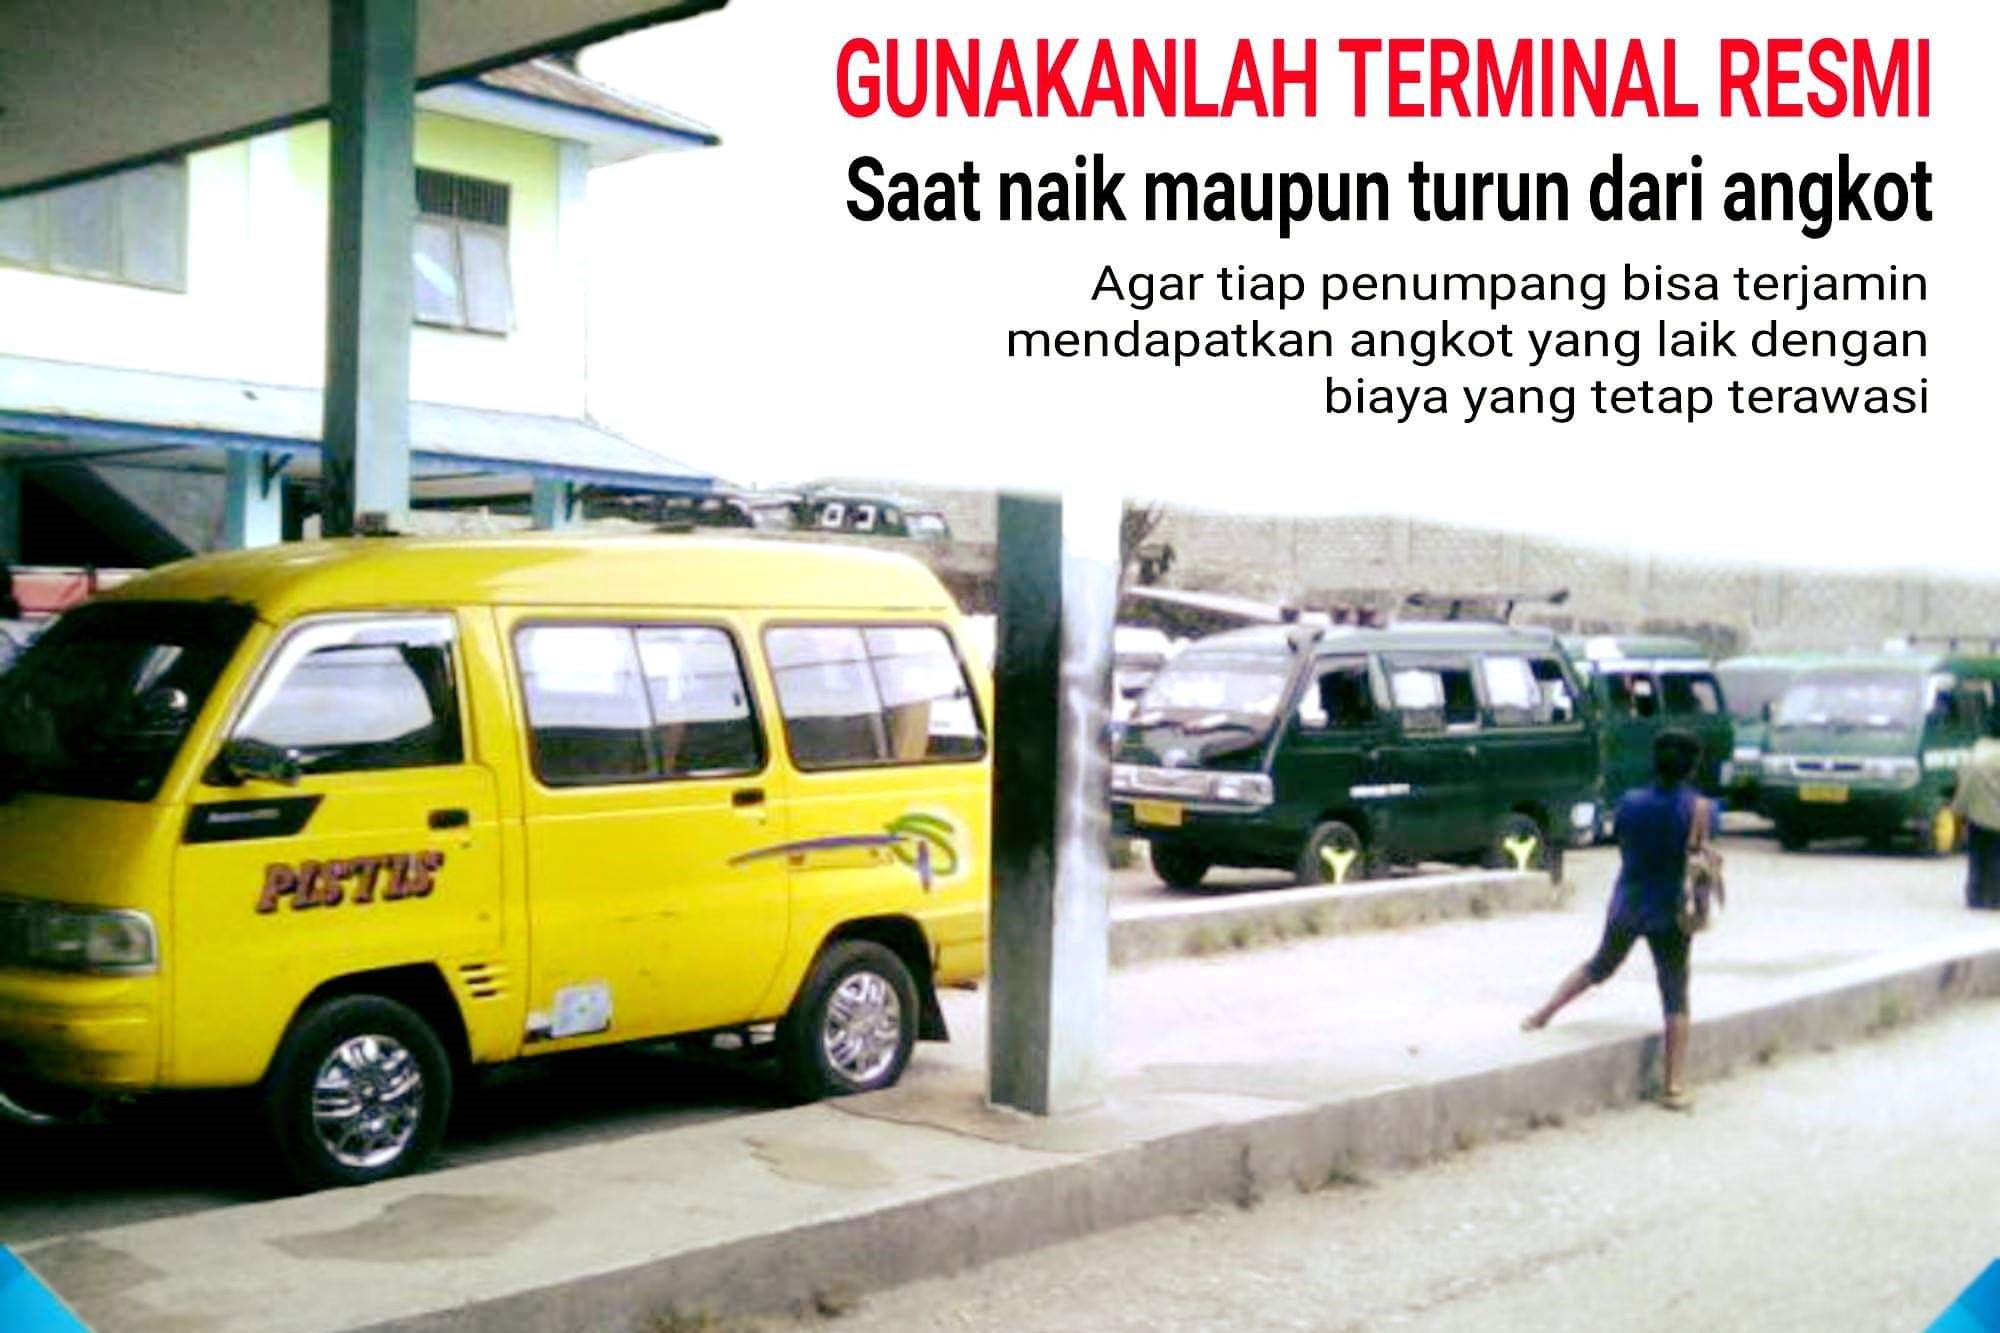 GUNAKANLAH TERMINAL RESMI
Saat naik maupun turun dari angkot
Agar tiap penumpang bisa terjamin
mendapatkan angkot yang laik dengan
biaya yang tetap terawasi
PISTIS